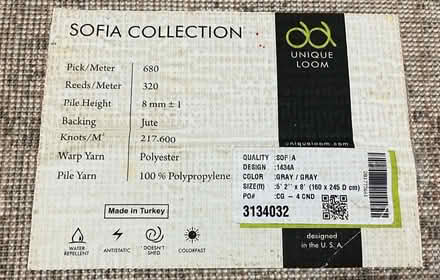 SOFIA COLLECTION
UNIQUE
LOOM
Pick/Meter 680
Reeds/Meter 320
Pile Height 8 mm ± 1
Backing Jute
Knots/M² 217.600
Warp Yarn Polyester
Pile Yarn 100 % Polypropylene
uniqueloom.com
QUALITY :SOFIA
DESIGN :1434A
COLOR :GRAY / GRAY
SIZE(ft) :5' 2'' x 8' (160 x 245 D cm)
PO# :CG - 4 CND
3134032
Made in Turkey
WATER
REPELLENT
ANTISTATIC
DOESN'T
SHED
COLORFAST
designed
in the U. S. A.